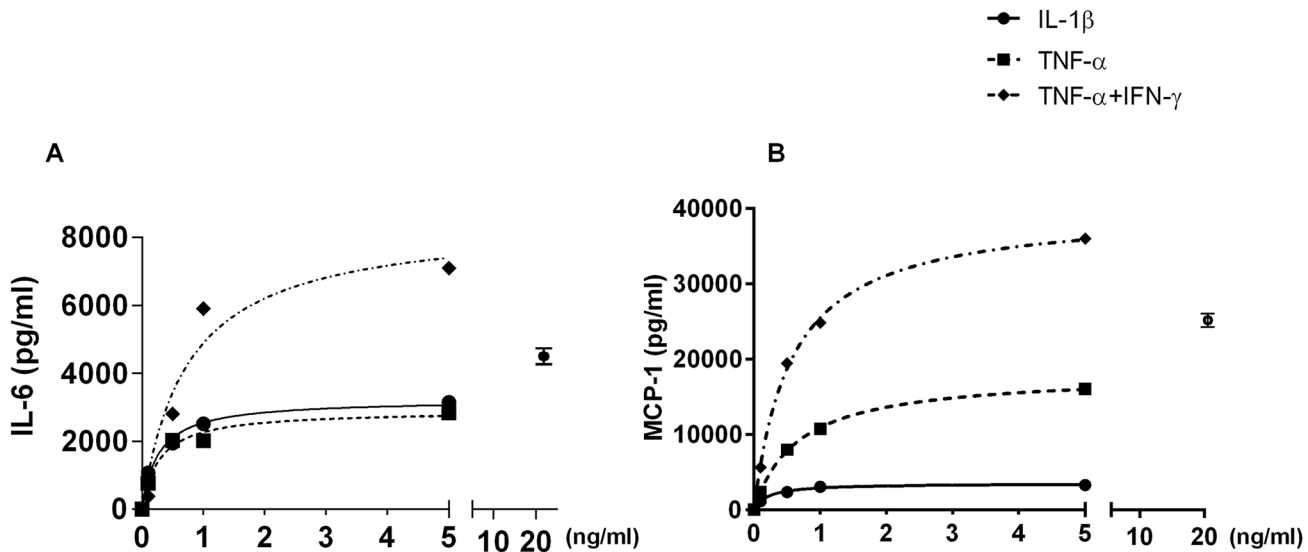 IL-1β
TNF-α
TNF-α+IFN-γ
A
IL-6 (pg/ml)
8000
6000
4000
2000
0
0 1 2 3 4 5 10 20 (ng/ml)
B
MCP-1 (pg/ml)
40000
30000
20000
10000
0
0 1 2 3 4 5 10 20 (ng/ml)